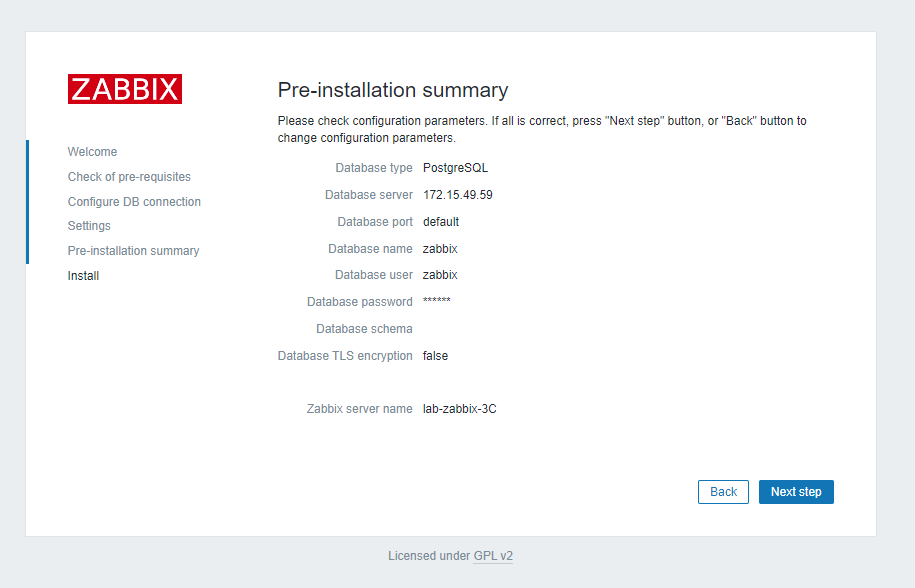 ZABBIX
Welcome
Check of pre-requisites
Configure DB connection
Settings
Pre-installation summary
Install
Pre-installation summary
Please check configuration parameters. If all is correct, press "Next step" button, or "Back" button to
change configuration parameters.
Database type PostgreSQL
Database server 172.15.49.59
Database port default
Database name zabbix
Database user zabbix
Database password ******
Database schema
Database TLS encryption false
Zabbix server name lab-zabbix-3C
Back Next step
Licensed under GPL v2